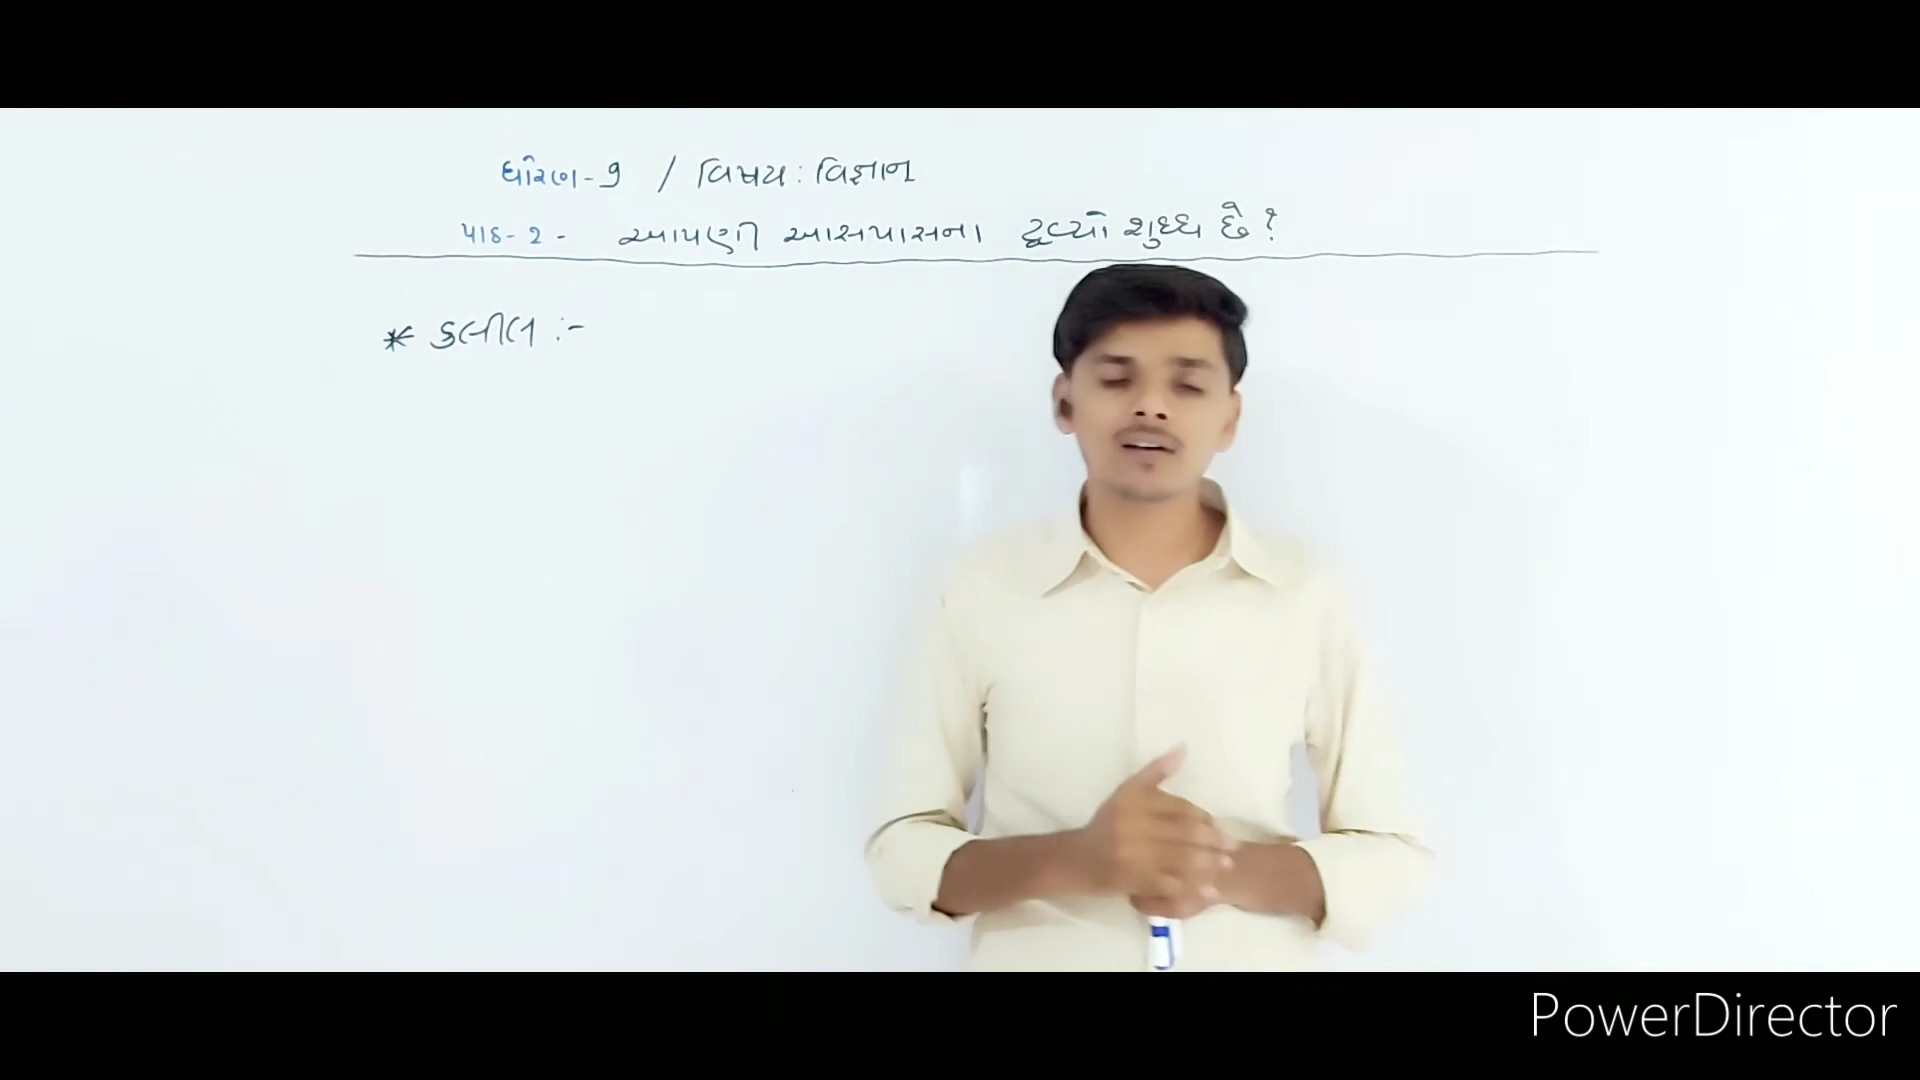 ધોરણ-9 / વિષય : વિજ્ઞાન
પાઠ-2- આપણી આસપાસના દ્રવ્યો શુધ્ધ છે ?
* કલીલ :-
PowerDirector